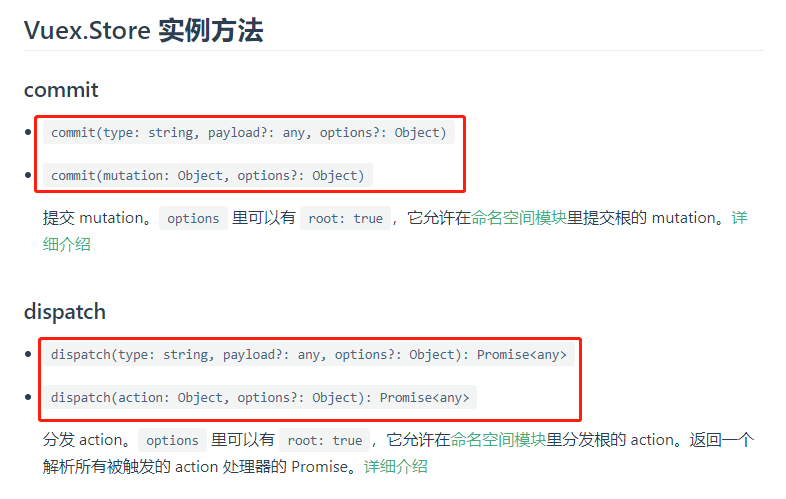 Vuex.Store 实例方法
commit
• commit(type: string, payload?: any, options?: Object)
• commit(mutation: Object, options?: Object)
提交 mutation。options 里可以有 root: true，它允许在命名空间模块里提交根的 mutation。详
细介绍
dispatch
• dispatch(type: string, payload?: any, options?: Object): Promise<any>
• dispatch(action: Object, options?: Object): Promise<any>
分发 action。options 里可以有 root: true，它允许在命名空间模块里分发根的 action。返回一个
解析所有被触发的 action 处理器的 Promise。详细介绍